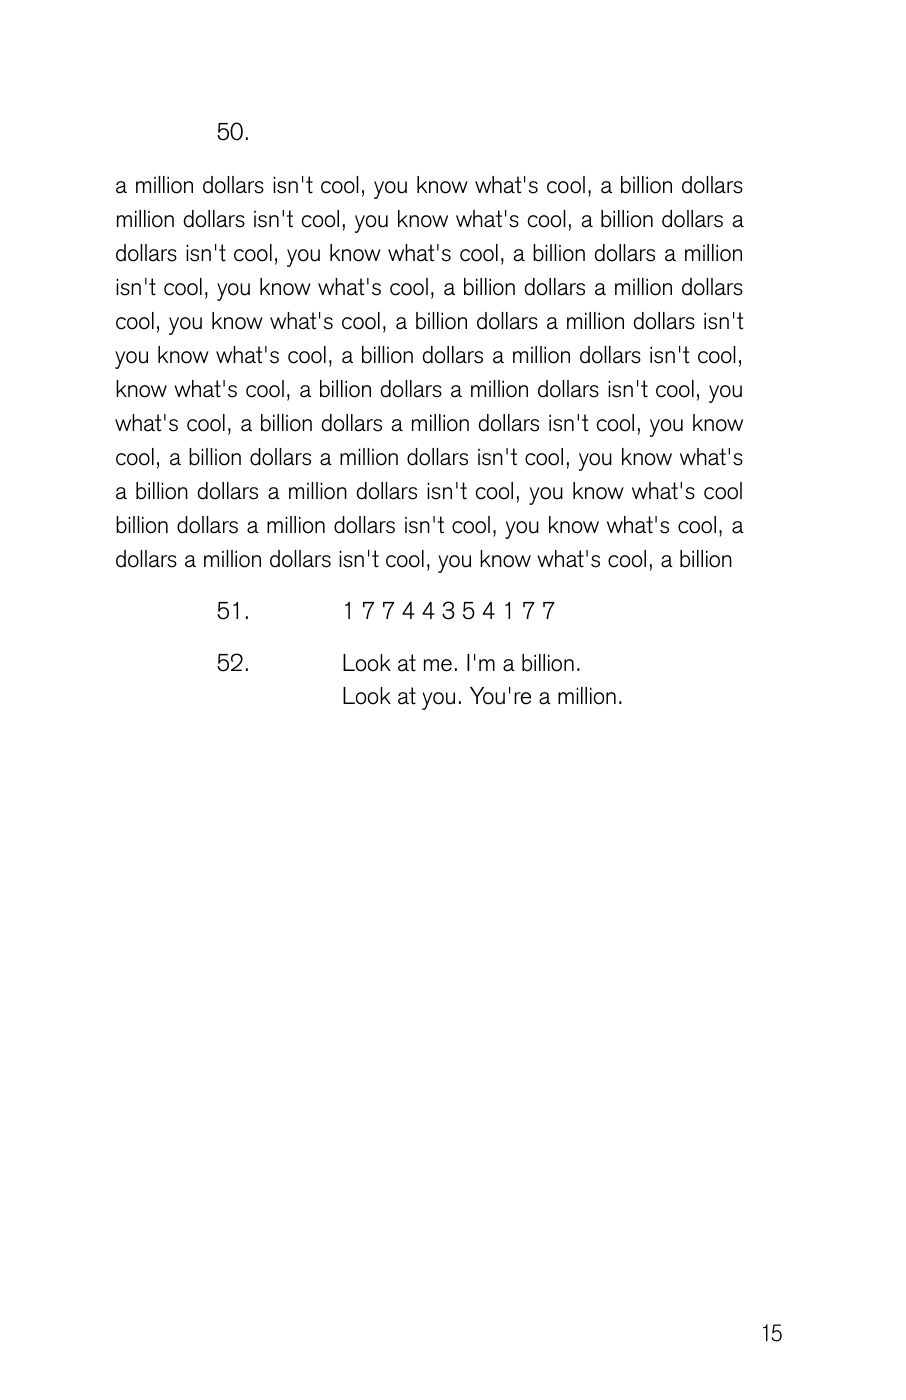 50.
a million dollars isn't cool, you know what's cool, a billion dollars
million dollars isn't cool, you know what's cool, a billion dollars a
dollars isn't cool, you know what's cool, a billion dollars a million
isn't cool, you know what's cool, a billion dollars a million dollars
cool, you know what's cool, a billion dollars a million dollars isn't
you know what's cool, a billion dollars a million dollars isn't cool,
know what's cool, a billion dollars a million dollars isn't cool, you
what's cool, a billion dollars a million dollars isn't cool, you know
cool, a billion dollars a million dollars isn't cool, you know what's
a billion dollars a million dollars isn't cool, you know what's cool
billion dollars a million dollars isn't cool, you know what's cool, a
dollars a million dollars isn't cool, you know what's cool, a billion
51. 1 7 7 4 4 3 5 4 1 7 7
52. Look at me. I'm a billion.
Look at you. You're a million.
15